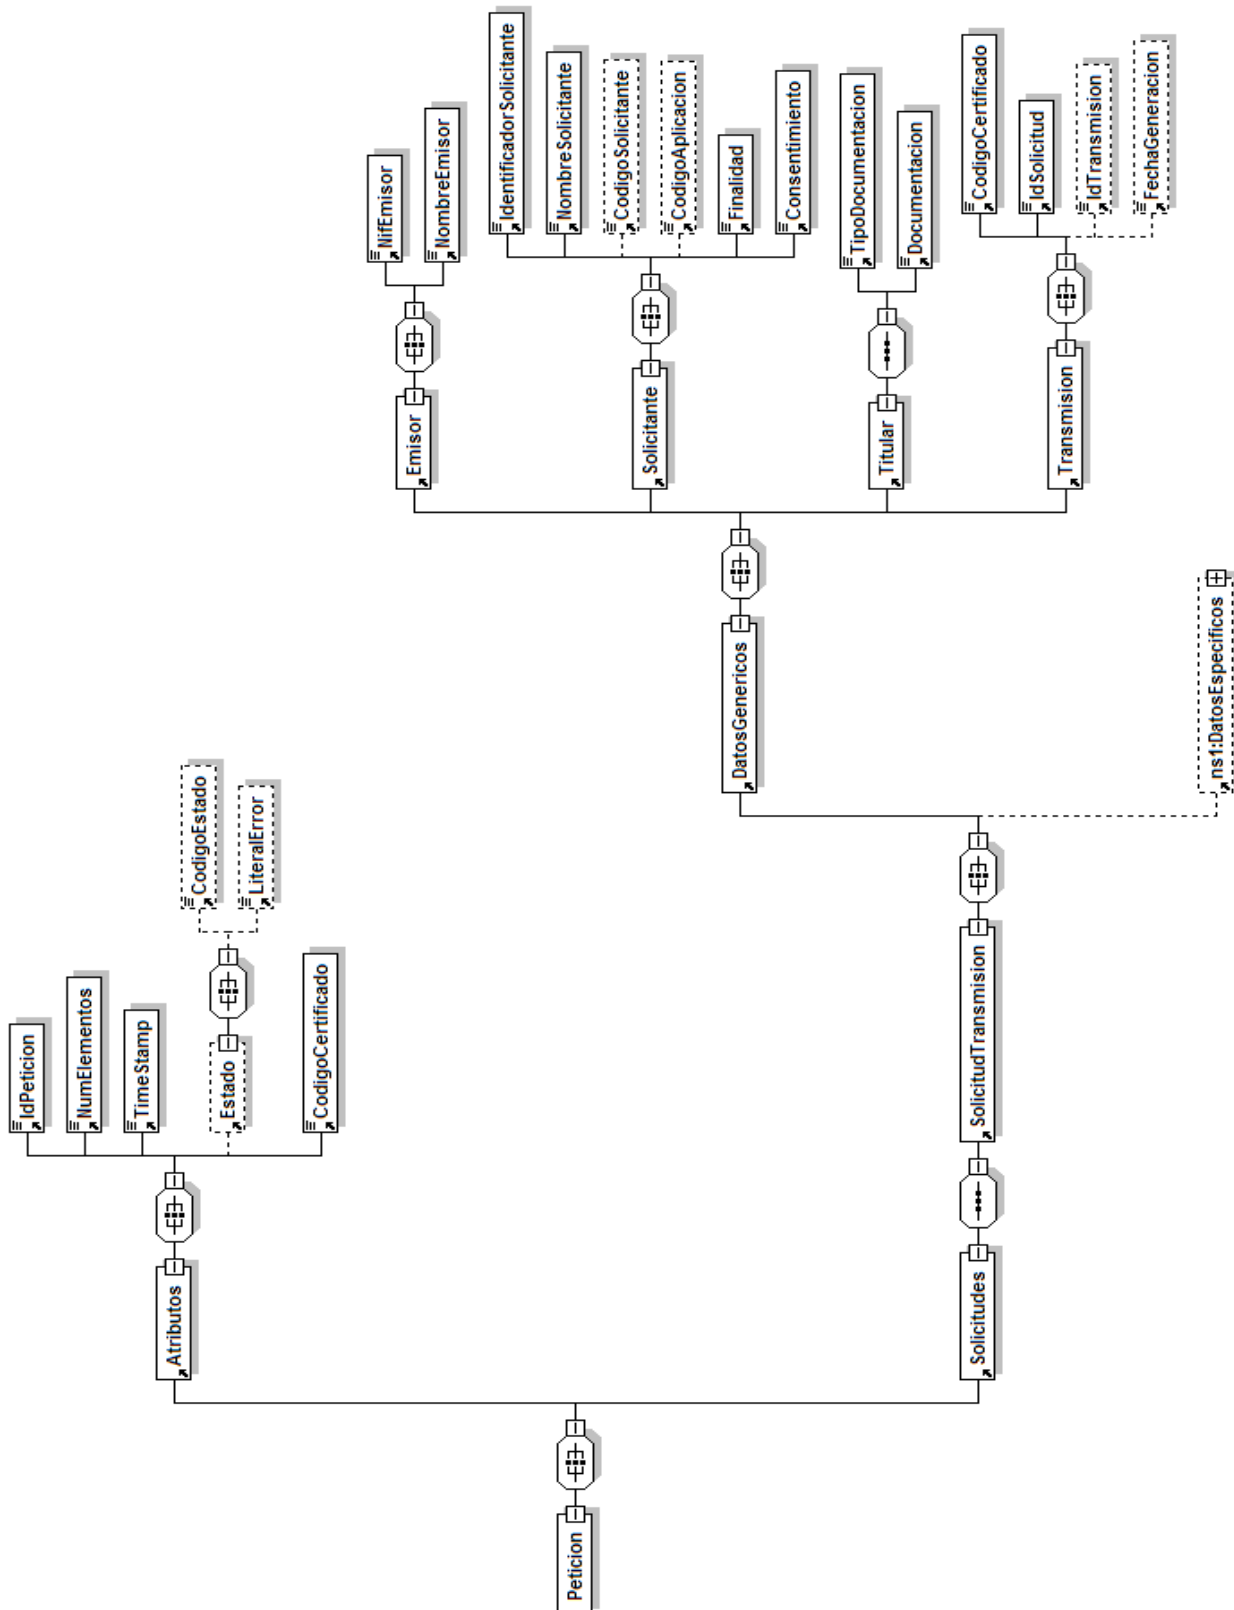 Peticion
Atributos
IdPeticion
NumElementos
TimeStamp
Estado
CodigoEstado
LiteralError
CodigoCertificado
Solicitudes
SolicitudTransmision
DatosGenericos
Emisor
NifEmisor
NombreEmisor
Solicitante
IdentificadorSolicitante
NombreSolicitante
CodigoSolicitante
CodigoAplicacion
Finalidad
Consentimiento
Titular
TipoDocumentacion
Documentacion
Transmision
CodigoCertificado
IdSolicitud
IdTransmision
FechaGeneracion
ns1:DatosEspecificos